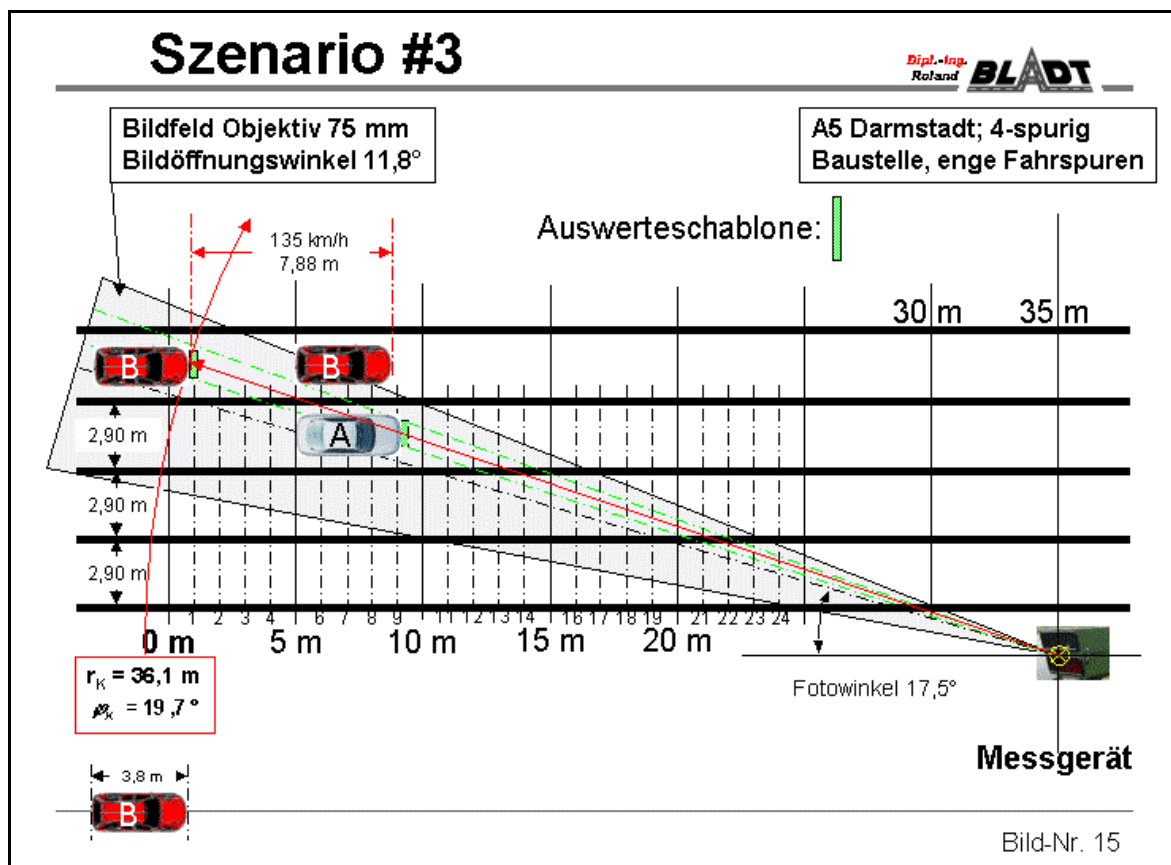 Szenario #3
Dipl.-Ing.
Roland BLADT
Bildfeld Objektiv 75 mm
Bildöffnungswinkel 11,8°
A5 Darmstadt; 4-spurig
Baustelle, enge Fahrspuren
Auswerteschablone:
135 km/h
7,88 m
30 m 35 m
B B
A
2,90 m
2,90 m
2,90 m
1 2 3 4 6 7 8 9 11 12 13 14 16 17 18 19 21 22 23 24
0 m 5 m 10 m 15 m 20 m
rK = 36,1 m
φK = 19,7 °
Fotowinkel 17,5°
Messgerät
3,8 m
B
Bild-Nr. 15